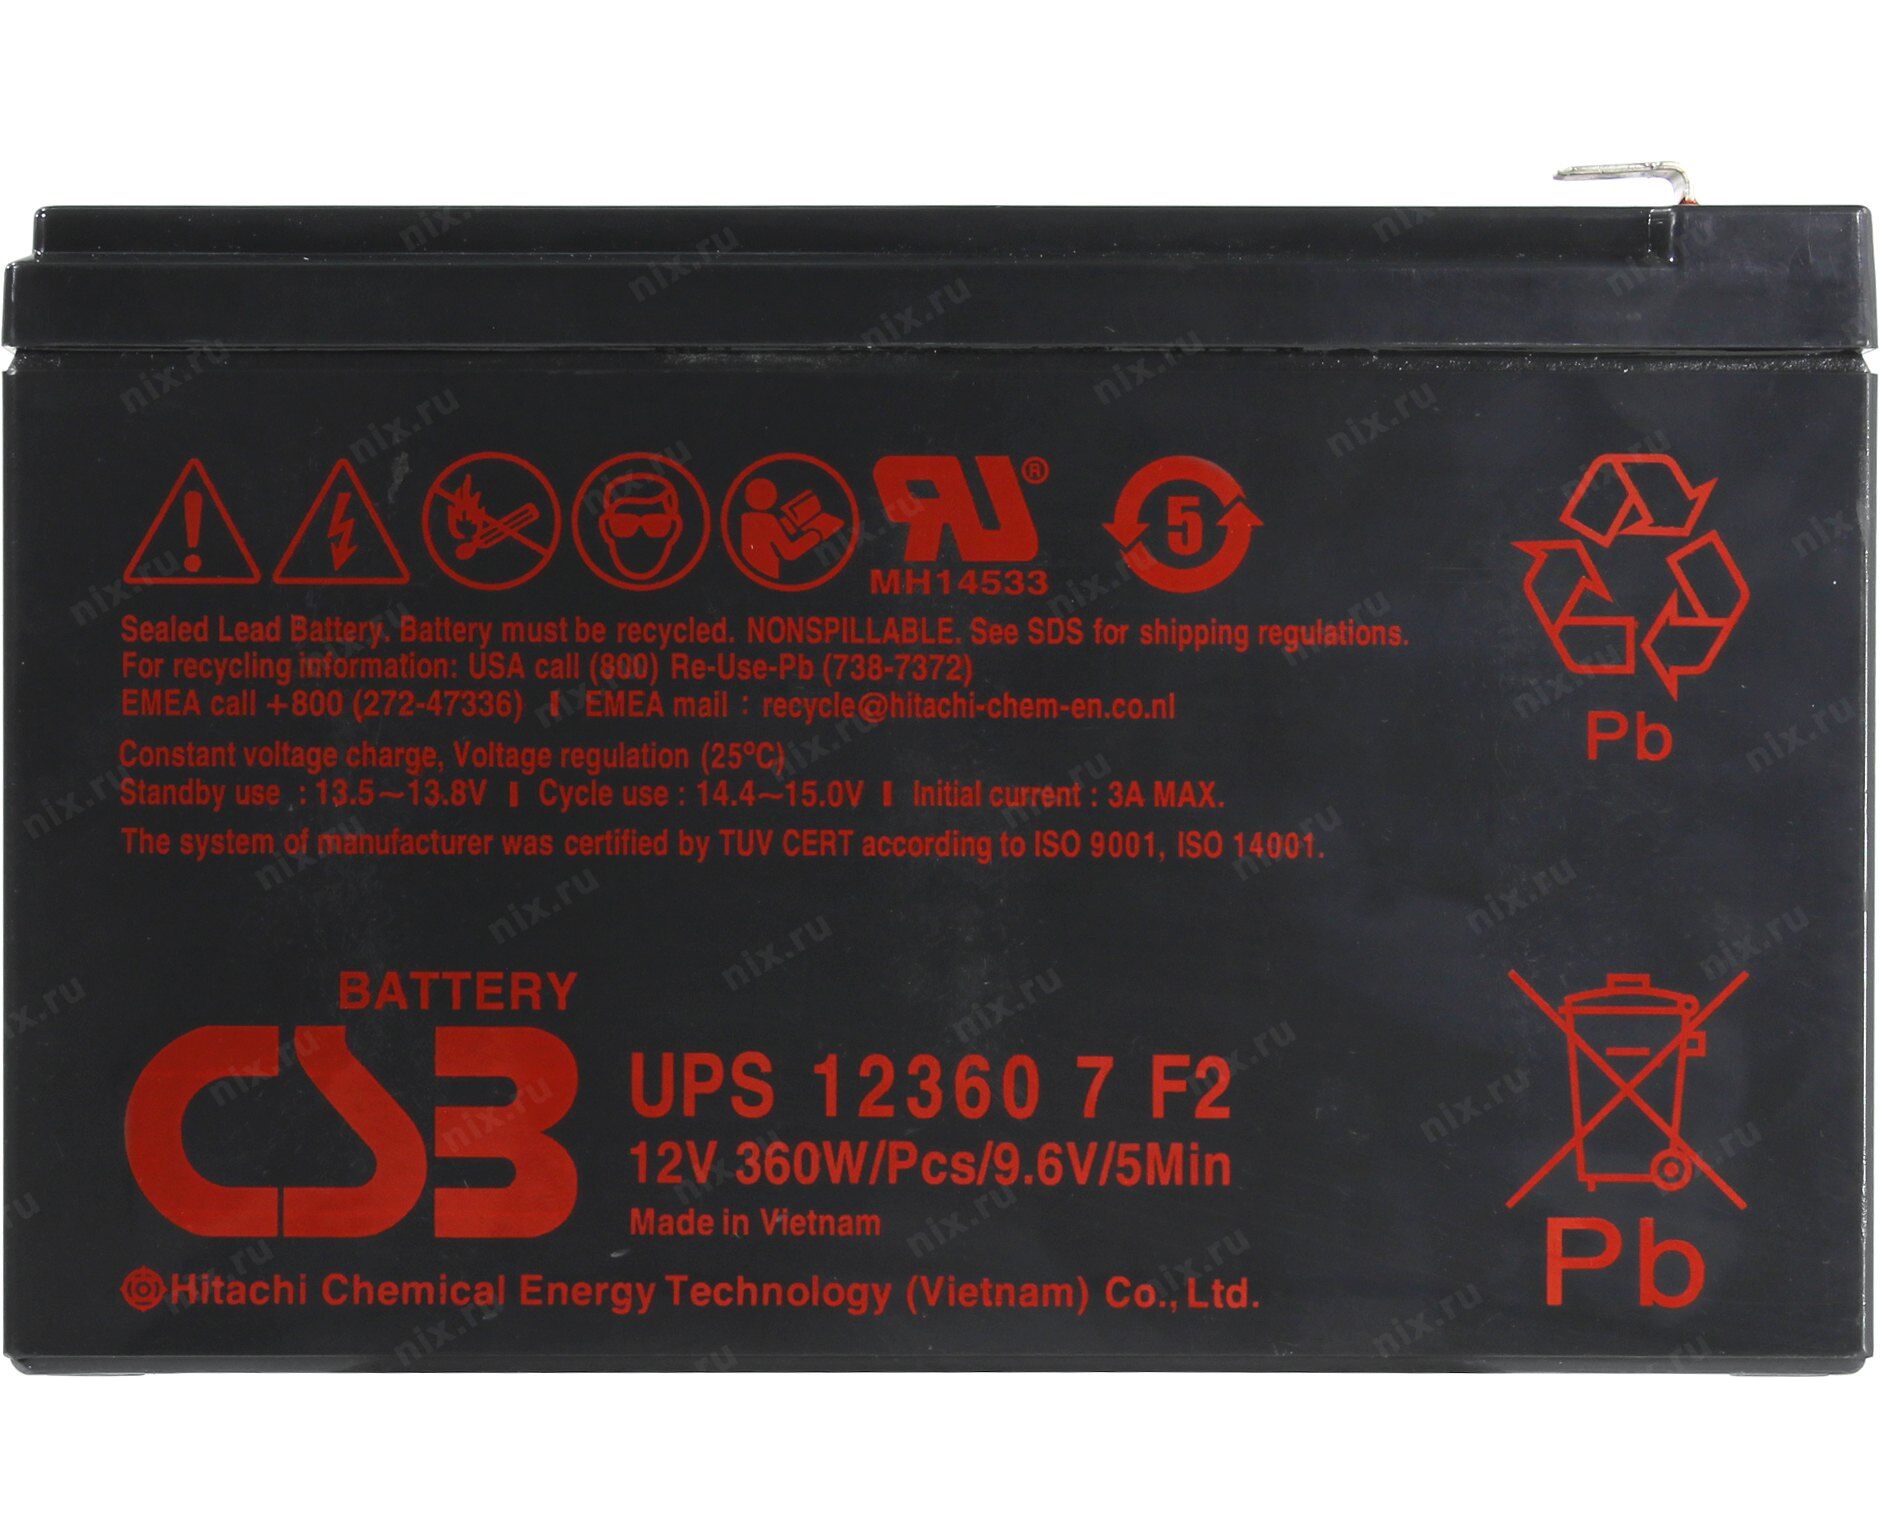 ®
MH14533
5
Sealed Lead Battery. Battery must be recycled. NONSPILLABLE. See SDS for shipping regulations.
For recycling information: USA call (800) Re-Use-Pb (738-7372)
EMEA call +800 (272-47336) | EMEA mail : recycle@hitachi-chem-en.co.nl
Pb
Constant voltage charge, Voltage regulation (25°C)
Standby use : 13.5~13.8V | Cycle use : 14.4~15.0V | Initial current : 3A MAX.
The system of manufacturer was certified by TUV CERT according to ISO 9001, ISO 14001.
BATTERY
CSB
UPS 12360 7 F2
12V 360W/Pcs/9.6V/5Min
Made in Vietnam
Pb
Hitachi Chemical Energy Technology (Vietnam) Co., Ltd.
nix.ru